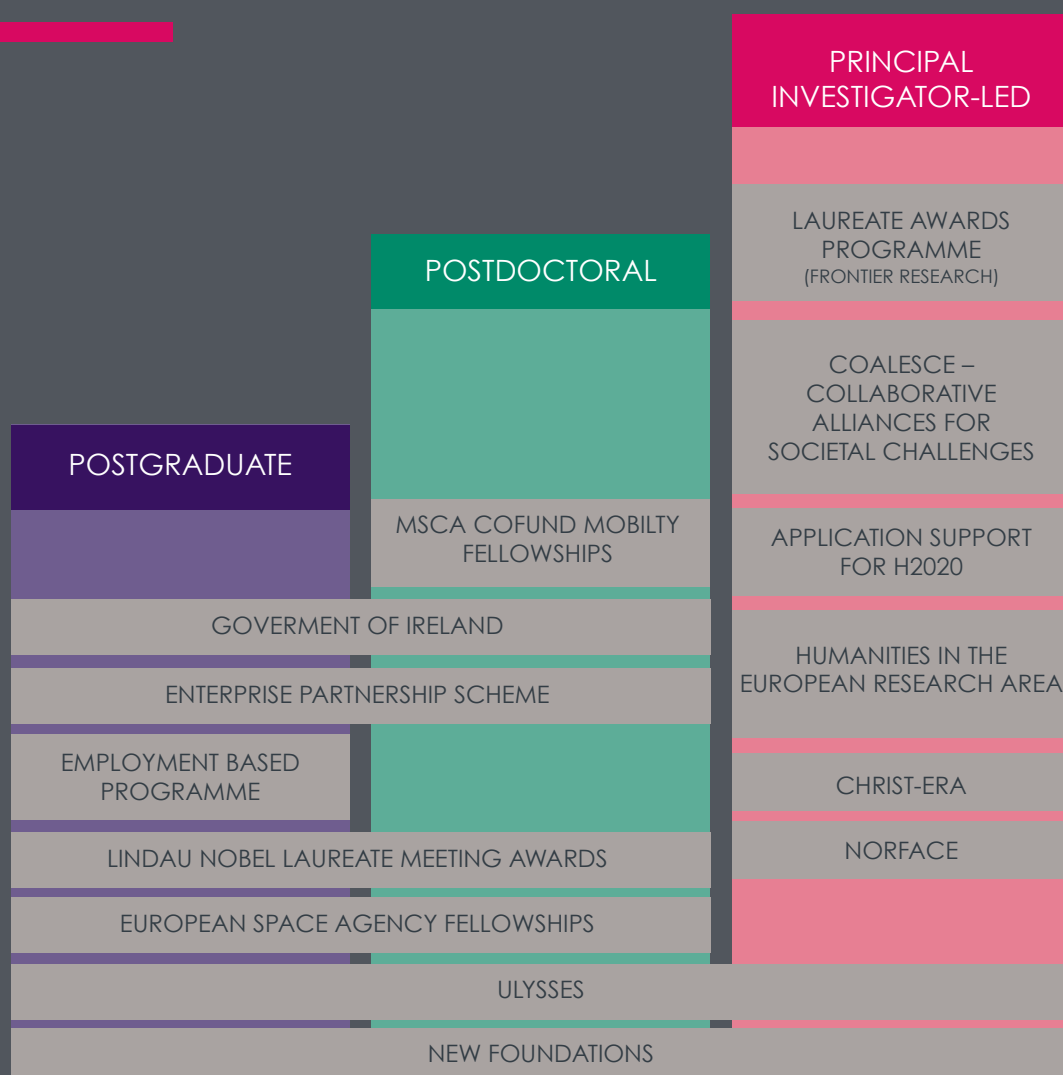 PRINCIPAL
INVESTIGATOR-LED
LAUREATE AWARDS
PROGRAMME
(FRONTIER RESEARCH)
COALESCE –
COLLABORATIVE
ALLIANCES FOR
SOCIETAL CHALLENGES
APPLICATION SUPPORT
FOR H2020
HUMANITIES IN THE
EUROPEAN RESEARCH AREA
CHRIST-ERA
NORFACE
POSTDOCTORAL
MSCA COFUND MOBILTY
FELLOWSHIPS
POSTGRADUATE
GOVERMENT OF IRELAND
ENTERPRISE PARTNERSHIP SCHEME
EMPLOYMENT BASED
PROGRAMME
LINDAU NOBEL LAUREATE MEETING AWARDS
EUROPEAN SPACE AGENCY FELLOWSHIPS
ULYSSES
NEW FOUNDATIONS